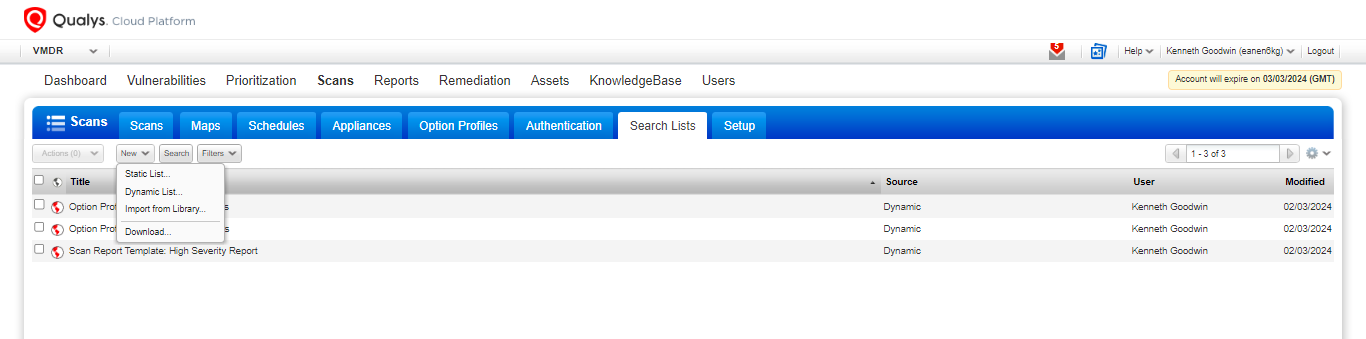 Qualys. Cloud Platform
VMDR
5
Help
Kenneth Goodwin (eanen6kg)
Logout
Dashboard Vulnerabilities Prioritization Scans Reports Remediation Assets KnowledgeBase Users
Account will expire on 03/03/2024 (GMT)
Scans Scans Maps Schedules Appliances Option Profiles Authentication Search Lists Setup
Actions (0) New Search Filters 1 - 3 of 3
Static List...
Title Source User Modified
Dynamic List...
Import from Library...
Option Dynamic Kenneth Goodwin 02/03/2024
Download...
Option Dynamic Kenneth Goodwin 02/03/2024
Scan Report Template: High Severity Report Dynamic Kenneth Goodwin 02/03/2024